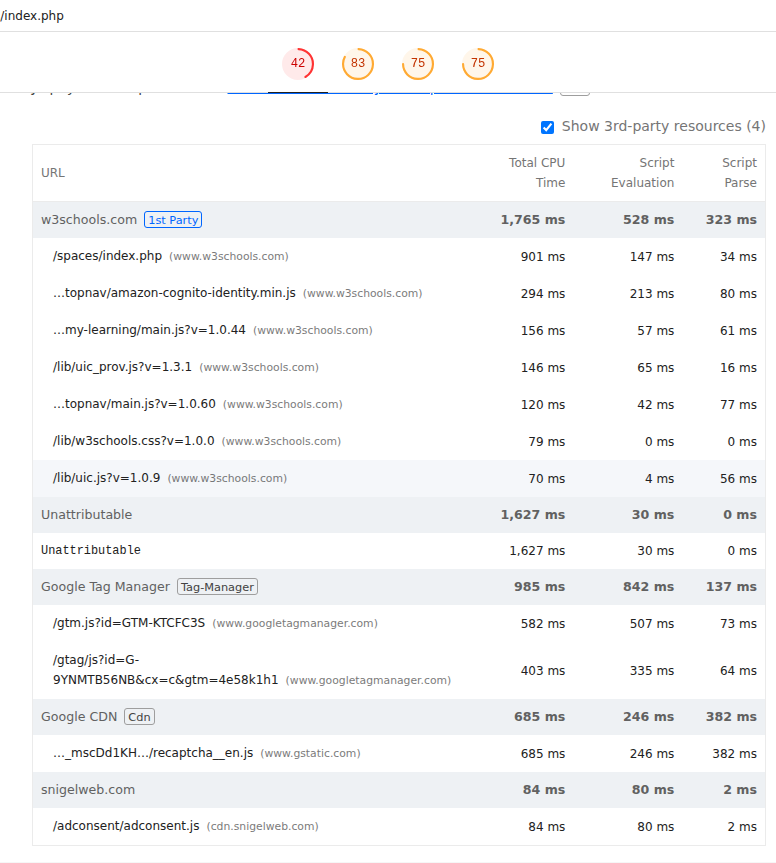 /index.php
42 83 75 75
Show 3rd-party resources (4)
URL Total CPU Time Script Evaluation Script Parse
w3schools.com 1st Party 1,765 ms 528 ms 323 ms
/spaces/index.php (www.w3schools.com) 901 ms 147 ms 34 ms
…topnav/amazon-cognito-identity.min.js (www.w3schools.com) 294 ms 213 ms 80 ms
…my-learning/main.js?v=1.0.44 (www.w3schools.com) 156 ms 57 ms 61 ms
/lib/uic_prov.js?v=1.3.1 (www.w3schools.com) 146 ms 65 ms 16 ms
…topnav/main.js?v=1.0.60 (www.w3schools.com) 120 ms 42 ms 77 ms
/lib/w3schools.css?v=1.0.0 (www.w3schools.com) 79 ms 0 ms 0 ms
/lib/uic.js?v=1.0.9 (www.w3schools.com) 70 ms 4 ms 56 ms
Unattributable 1,627 ms 30 ms 0 ms
Unattributable 1,627 ms 30 ms 0 ms
Google Tag Manager Tag-Manager 985 ms 842 ms 137 ms
/gtm.js?id=GTM-KTCFC3S (www.googletagmanager.com) 582 ms 507 ms 73 ms
/gtag/js?id=G-
9YNMTB56NB&cx=c&gtm=4e58k1h1 (www.googletagmanager.com) 403 ms 335 ms 64 ms
Google CDN Cdn 685 ms 246 ms 382 ms
…_mscDd1KH…/recaptcha__en.js (www.gstatic.com) 685 ms 246 ms 382 ms
snigelweb.com 84 ms 80 ms 2 ms
/adconsent/adconsent.js (cdn.snigelweb.com) 84 ms 80 ms 2 ms